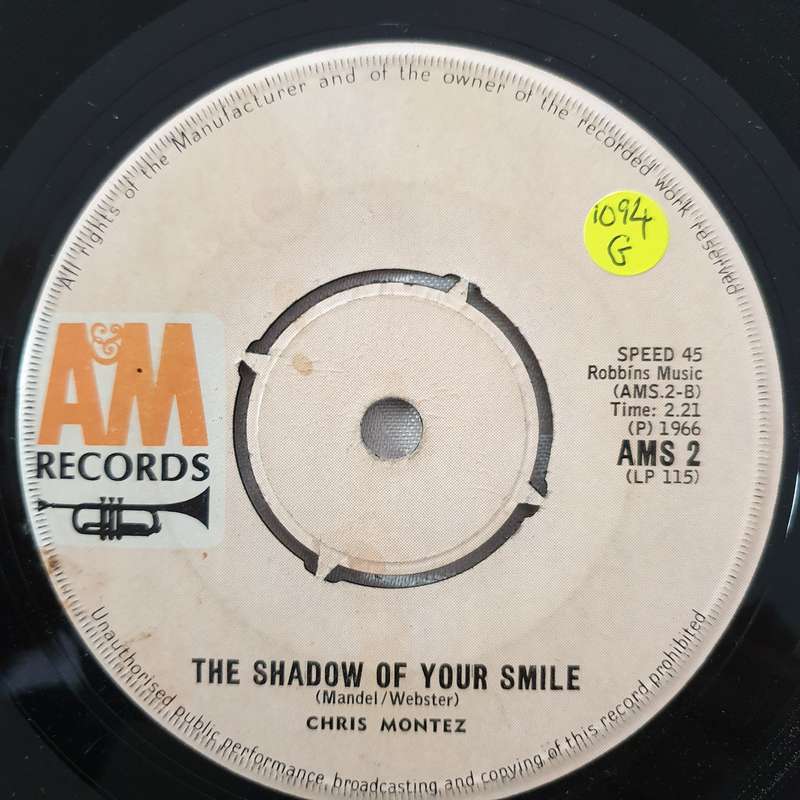 All rights of the Manufacturer and of the owner of the recorded work reserved
1094
G
A&M
RECORDS
SPEED 45
Robbins Music
(AMS.2-B)
Time: 2.21
(P) 1966
AMS 2
(LP 115)
THE SHADOW OF YOUR SMILE
(Mandel/Webster)
CHRIS MONTEZ
Unauthorised public performance, broadcasting and copying of this record prohibited